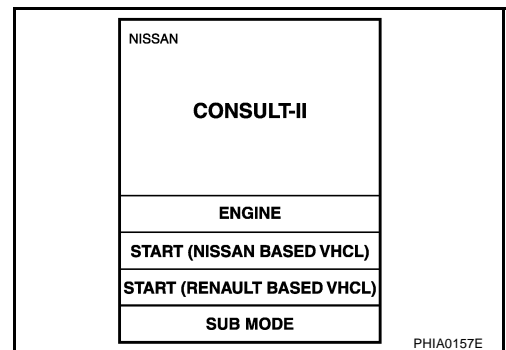 NISSAN
CONSULT-II
ENGINE
START (NISSAN BASED VHCL)
START (RENAULT BASED VHCL)
SUB MODE
PHIA0157E